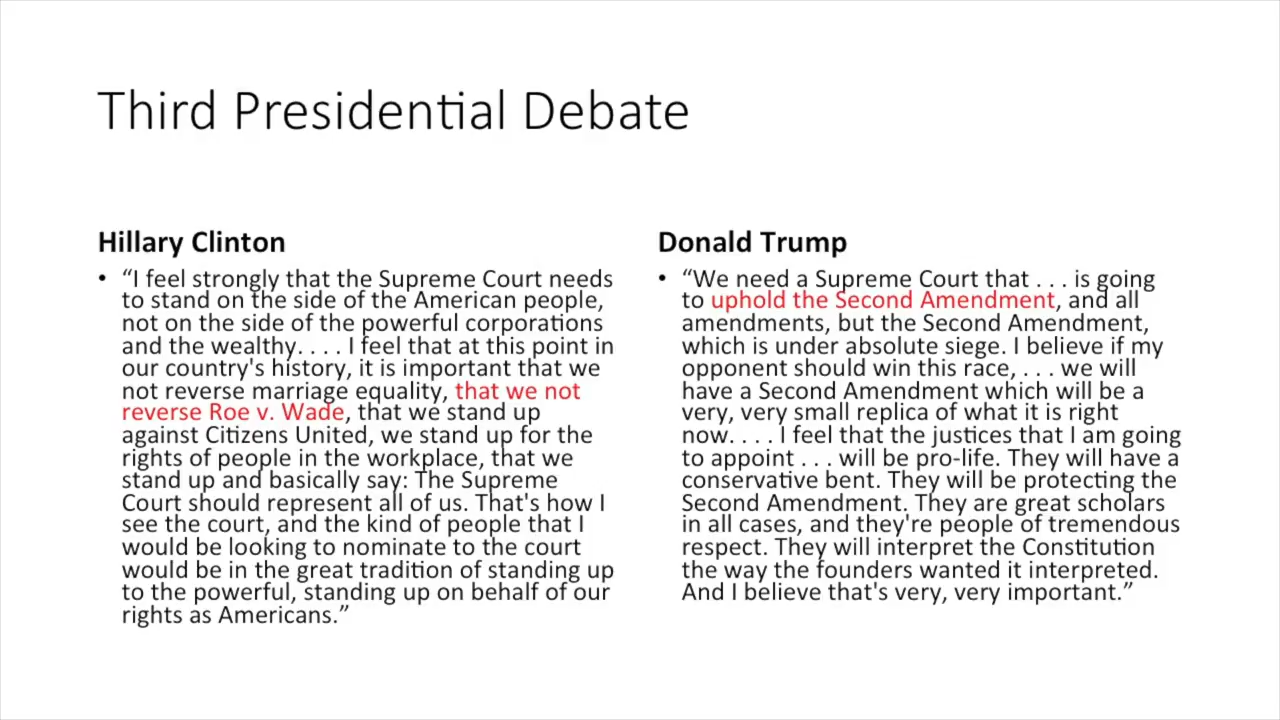 Third Presidential Debate
Hillary Clinton
• “I feel strongly that the Supreme Court needs
to stand on the side of the American people,
not on the side of the powerful corporations
and the wealthy. . . . I feel that at this point in
our country's history, it is important that we
not reverse marriage equality, that we not
reverse Roe v. Wade, that we stand up
against Citizens United, we stand up for the
rights of people in the workplace, that we
stand up and basically say: The Supreme
Court should represent all of us. That's how I
see the court, and the kind of people that I
would be looking to nominate to the court
would be in the great tradition of standing up
to the powerful, standing up on behalf of our
rights as Americans.”
Donald Trump
• “We need a Supreme Court that . . . is going
to uphold the Second Amendment, and all
amendments, but the Second Amendment,
which is under absolute siege. I believe if my
opponent should win this race, . . . we will
have a Second Amendment which will be a
very, very small replica of what it is right
now. . . . I feel that the justices that I am going
to appoint . . . will be pro-life. They will have a
conservative bent. They will be protecting the
Second Amendment. They are great scholars
in all cases, and they're people of tremendous
respect. They will interpret the Constitution
the way the founders wanted it interpreted.
And I believe that's very, very important.”